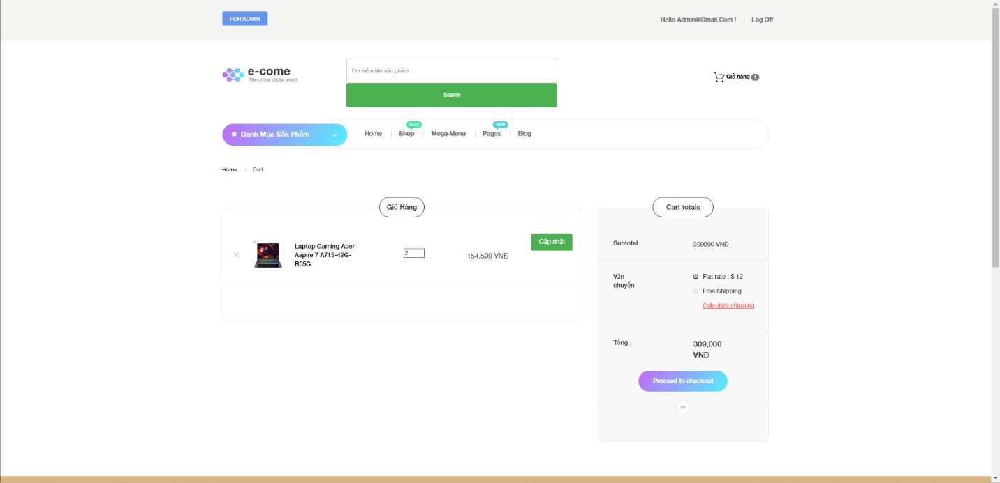 FOR ADMIN
Hello Admin@Gmail.Com !
Log Off
e-come
The online digital world
Tìm kiếm tên sản phẩm
Search
Giỏ hàng 1
Danh Mục Sản Phẩm
Home
SALE
Shop
Mega-Menu
NEW
Pages
Blog
Home > Cart
Giỏ Hàng
Laptop Gaming Acer
Aspire 7 A715-42G-
R05G
2
154,500 VNĐ
Cập nhật
Cart totals
Subtotal
309000 VNĐ
Vận
chuyển
Flat rate : $ 12
Free Shipping
Calculate shipping
Tổng :
309,000
VNĐ
Proceed to checkout
or